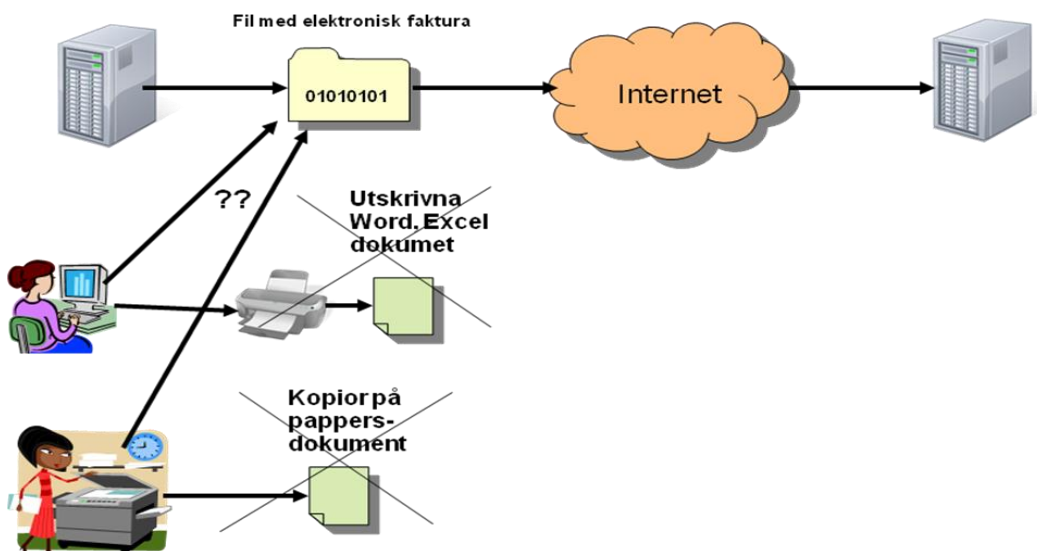 Fil med elektronisk faktura
01010101
Internet
??
Utskrivna
Word. Excel
dokumet
Kopior på
pappers-
dokument